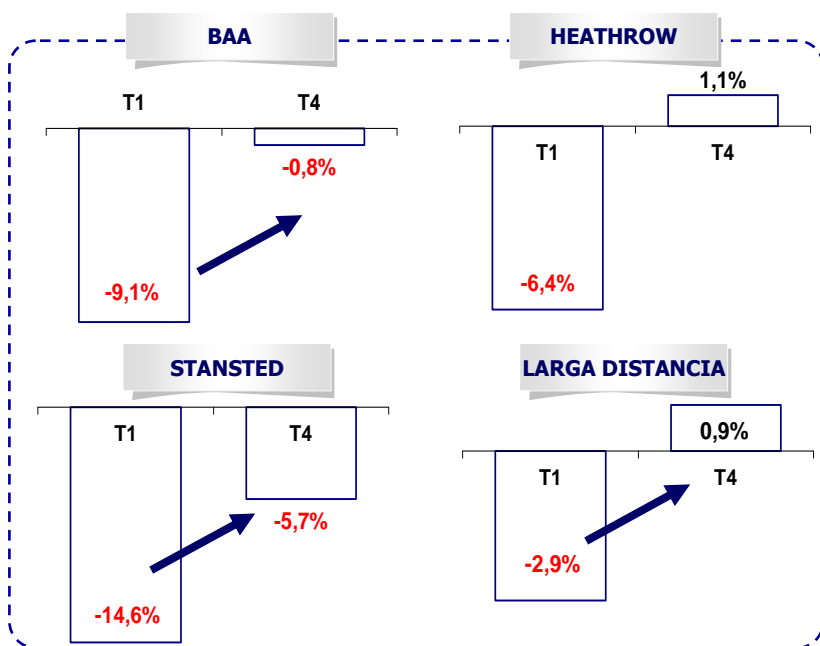 BAA
T1
T4
-0,8%
-9,1%
HEATHROW
1,1%
T1
T4
-6,4%
STANSTED
T1
T4
-5,7%
-14,6%
LARGA DISTANCIA
0,9%
T1
T4
-2,9%